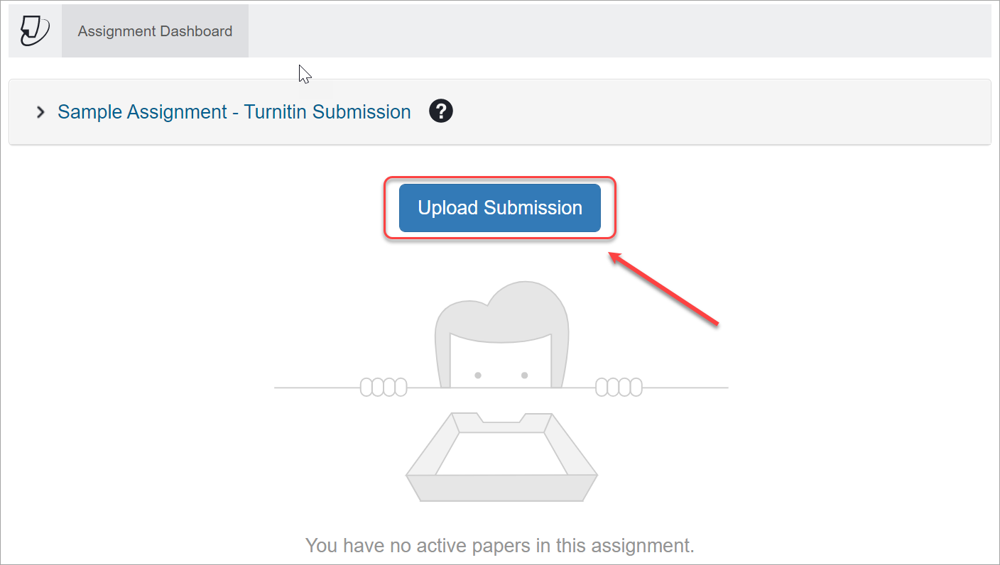 Assignment Dashboard
Sample Assignment - Turnitin Submission ?
Upload Submission
You have no active papers in this assignment.